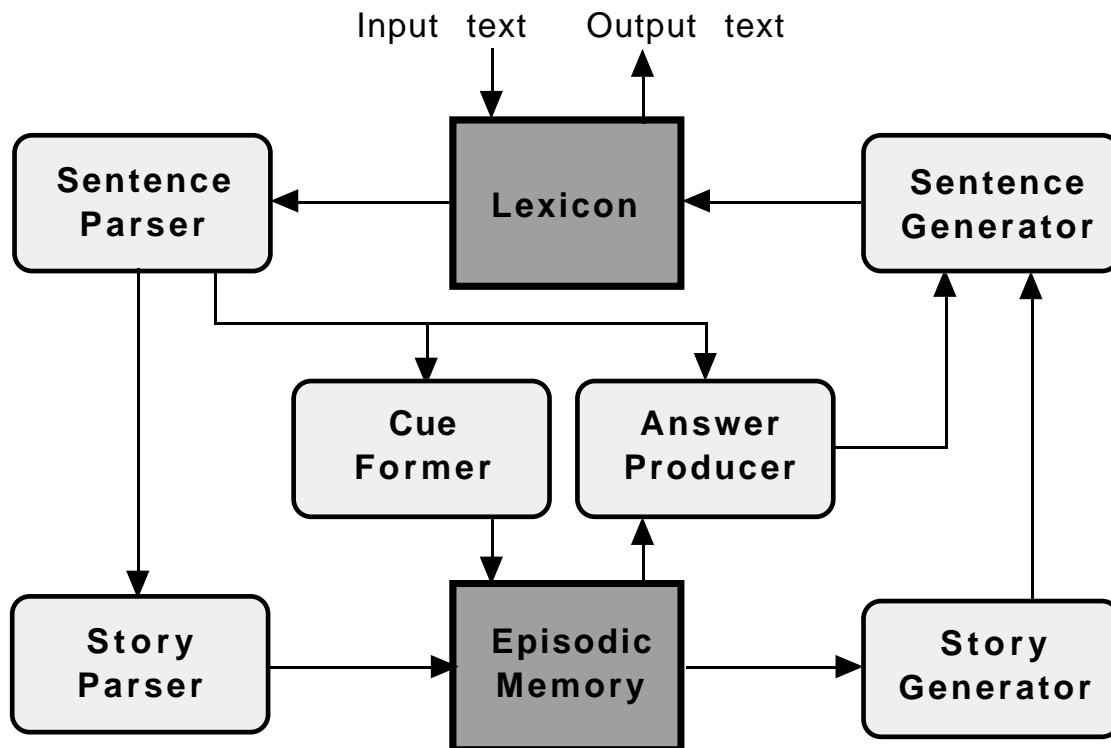 Input text
Output text
Sentence
Parser
Lexicon
Sentence
Generator
Cue
Former
Answer
Producer
Story
Parser
Episodic
Memory
Story
Generator